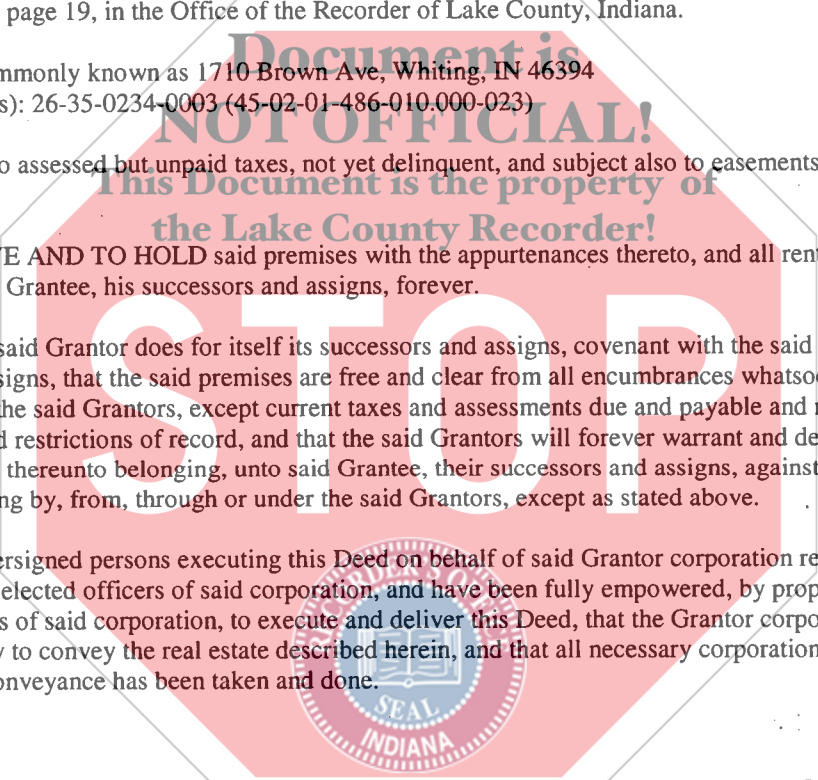 page 19, in the Office of the Recorder of Lake County, Indiana.
Document is
mmonly known as 1710 Brown Ave, Whiting, IN 46394
s): 26-35-0234-0003 (45-02-01-486-010.000-023)
NOT OFFICIAL!
o assessed but unpaid taxes, not yet delinquent, and subject also to easements
This Document is the property of
the Lake County Recorder!
E AND TO HOLD said premises with the appurtenances thereto, and all rent
Grantee, his successors and assigns, forever.
STOP
said Grantor does for itself its successors and assigns, covenant with the said
signs, that the said premises are free and clear from all encumbrances whatso
he said Grantors, except current taxes and assessments due and payable and
d restrictions of record, and that the said Grantors will forever warrant and de
thereunto belonging, unto said Grantee, their successors and assigns, against
ng by, from, through or under the said Grantors, except as stated above.
ersigned persons executing this Deed on behalf of said Grantor corporation re
elected officers of said corporation, and have been fully empowered, by prop
s of said corporation, to execute and deliver this Deed, that the Grantor corpo
y to convey the real estate described herein, and that all necessary corporation
onveyance has been taken and done.
RECORDER'S OFFICE
SEAL
INDIANA